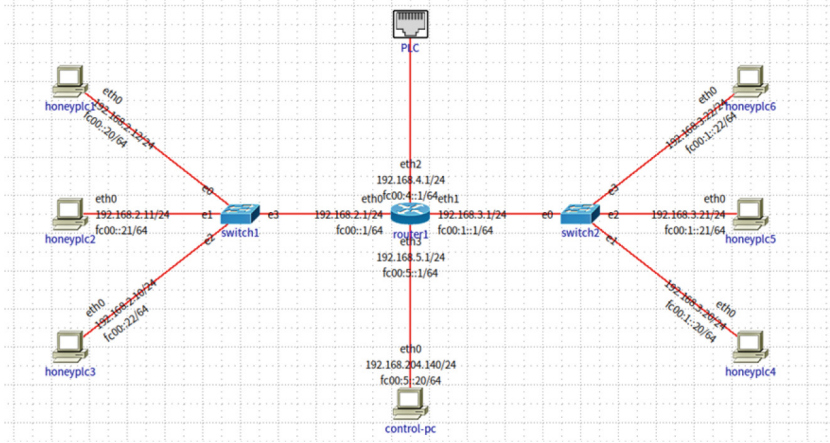 PLC
eth0
honeyplc1
192.168.2.12/24
fc00::20/64
eth0
honeyplc6
192.168.3.22/24
fc00:1::22/64
eth2
192.168.4.1/24
fc00:4::1/64
e0
e3
eth0
192.168.2.11/24
fc00::21/64
honeyplc2
e1
e3
switch1
e2
eth0
192.168.2.1/24
fc00::1/64
router1
eth1
192.168.3.1/24
fc00:1::1/64
e0
e2
switch2
e1
eth0
192.168.3.21/24
fc00:1::21/64
honeyplc5
eth3
192.168.5.1/24
fc00:5::1/64
eth0
192.168.2.10/24
fc00::22/64
honeyplc3
eth0
192.168.3.20/24
fc00:1::20/64
honeyplc4
eth0
192.168.204.140/24
fc00:5::20/64
control-pc